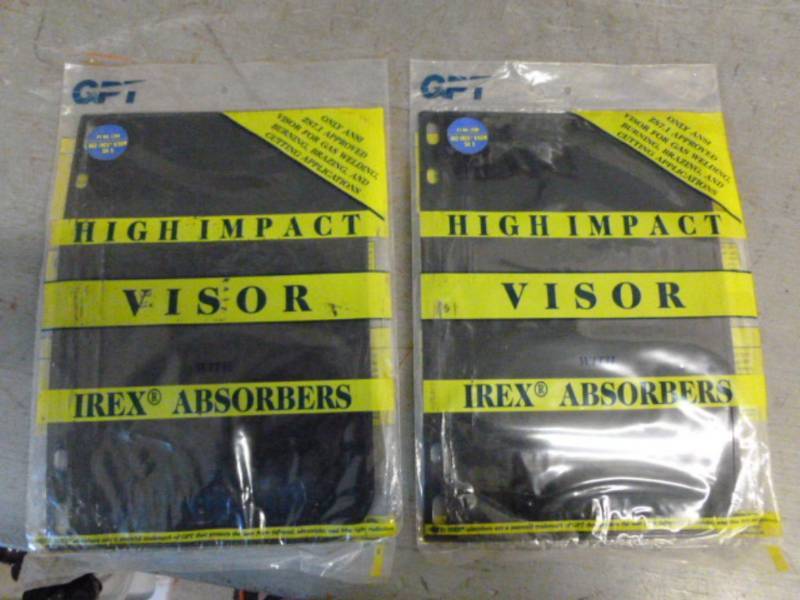 GPT
ONLY ANSI
Z87.1 APPROVED
VISOR FOR GAS WELDING,
BURNING, BRAZING, AND
CUTTING APPLICATIONS
HIGH IMPACT
VISOR
WITH
IREX® ABSORBERS
GPT
ONLY ANSI
Z87.1 APPROVED
VISOR FOR GAS WELDING,
BURNING, BRAZING, AND
CUTTING APPLICATIONS
HIGH IMPACT
VISOR
WITH
IREX® ABSORBERS